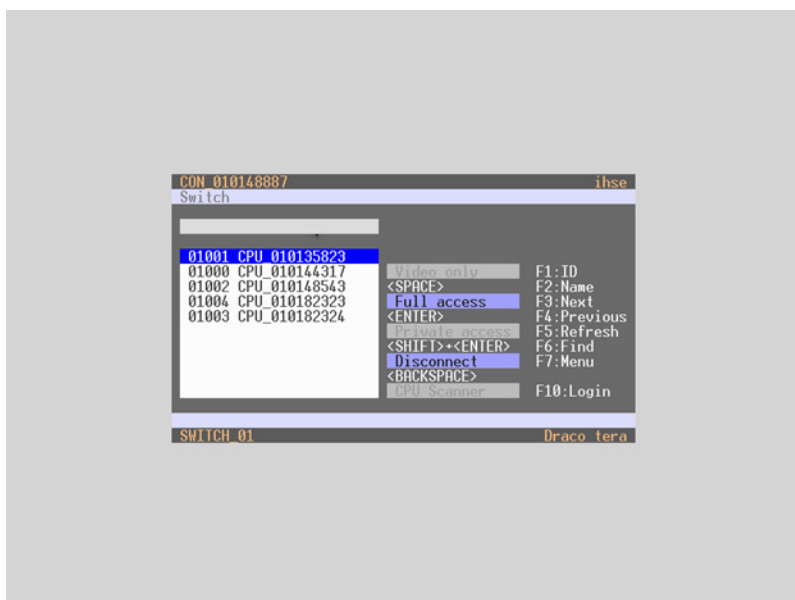 CON_010148887 ihse
Switch
01001 CPU_010135823
01000 CPU_010144317
01002 CPU_010148543
01004 CPU_010182323
01003 CPU_010182324
Video only
<SPACE>
Full access
<ENTER>
Private access
<SHIFT>+<ENTER>
Disconnect
<BACKSPACE>
CPU Scanner
F1:ID
F2:Name
F3:Next
F4:Previous
F5:Refresh
F6:Find
F7:Menu
F10:Login
SWITCH_01 Draco tera